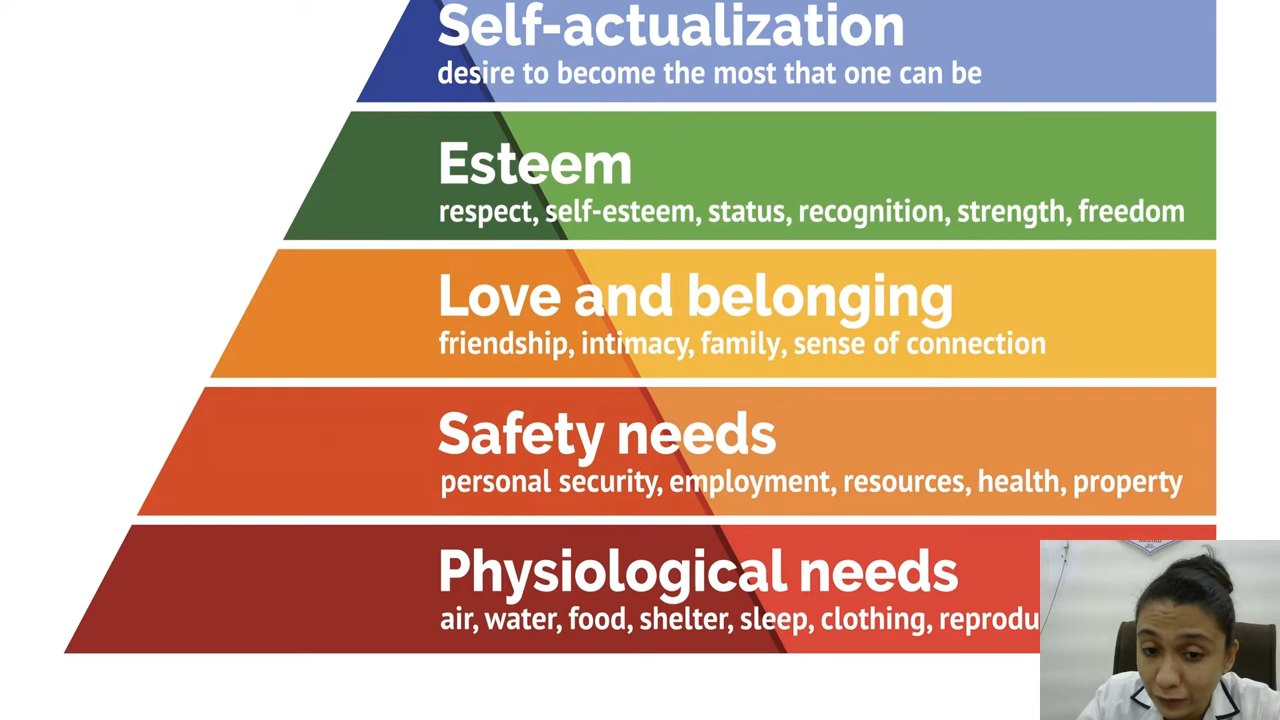 Self-actualization
desire to become the most that one can be
Esteem
respect, self-esteem, status, recognition, strength, freedom
Love and belonging
friendship, intimacy, family, sense of connection
Safety needs
personal security, employment, resources, health, property
Physiological needs
air, water, food, shelter, sleep, clothing, reprodu